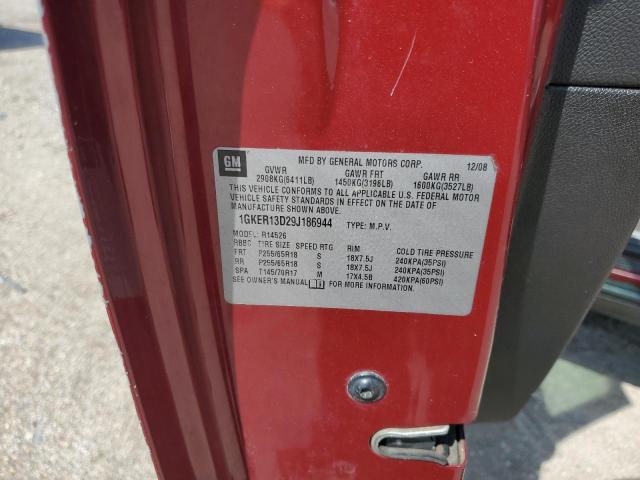 GM
MFD BY GENERAL MOTORS CORP. 12/08
GVWR GAWR FRT GAWR RR
2908KG(6411LB) 1450KG(3196LB) 1600KG(3527LB)
THIS VEHICLE CONFORMS TO ALL APPLICABLE U.S. FEDERAL MOTOR
VEHICLE SAFETY STANDARDS IN EFFECT ON THE DATE OF
MANUFACTURE SHOWN ABOVE.
1GKER13D29J186944 TYPE: M.P.V.
MODEL: R14526
RBBC TIRE SIZE SPEED RTG RIM COLD TIRE PRESSURE
FRT P255/65R18 S 18X7.5J 240KPA(35PSI)
RR P255/65R18 S 18X7.5J 240KPA(35PSI)
SPA T145/70R17 M 17X4.5B 420KPA(60PSI)
SEE OWNER'S MANUAL FOR MORE INFORMATION.